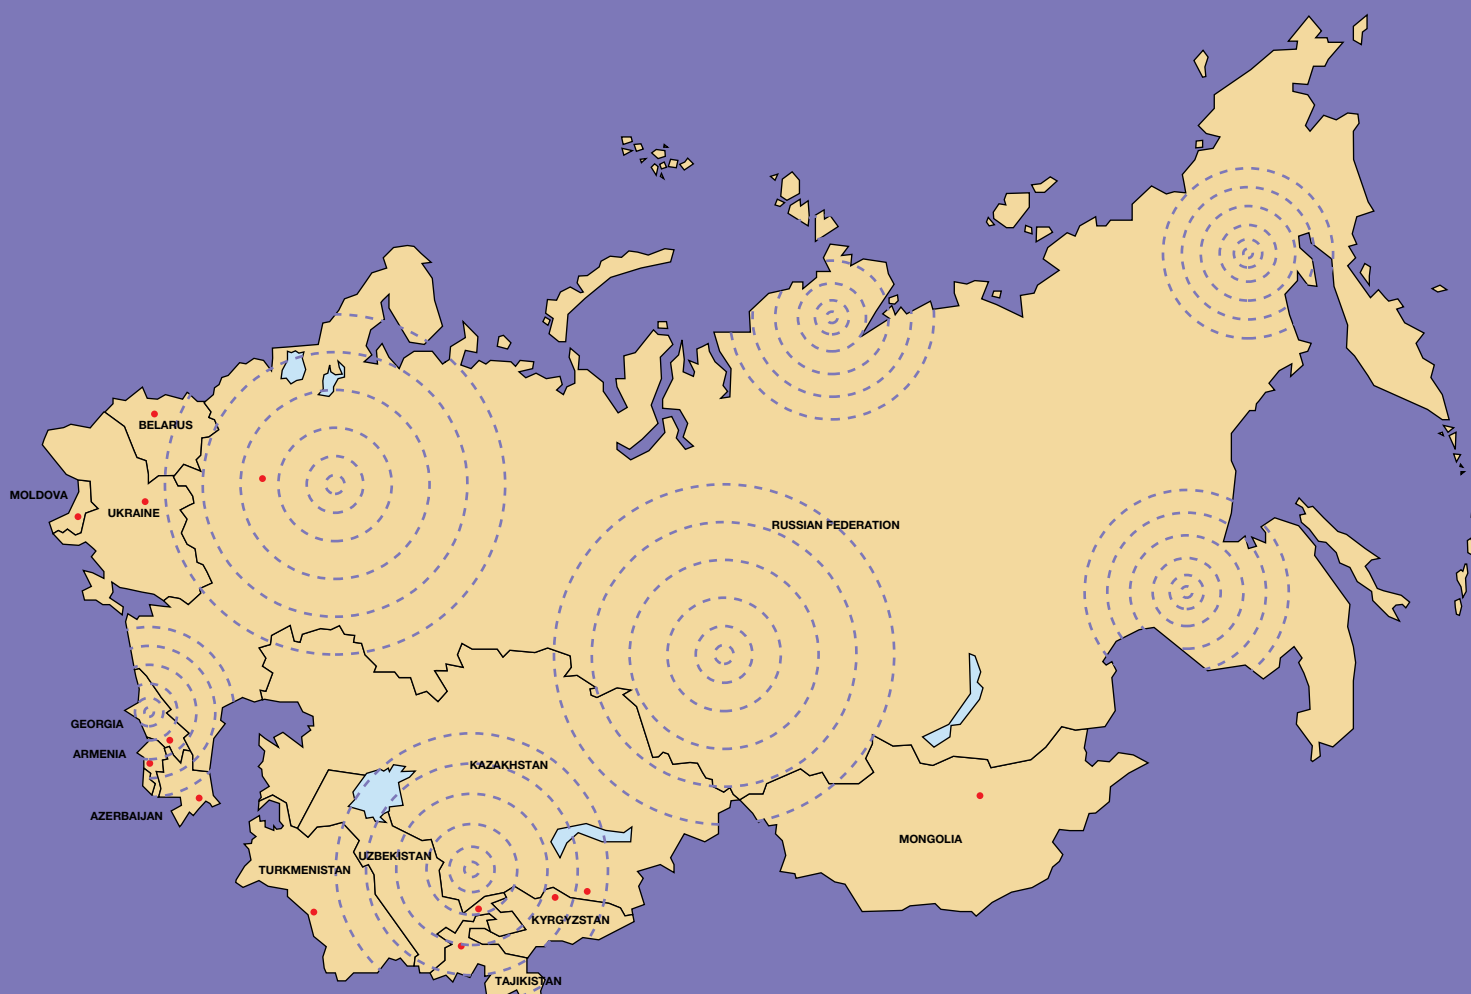 BELARUS
MOLDOVA
UKRAINE
RUSSIAN FEDERATION
GEORGIA
ARMENIA
KAZAKHSTAN
AZERBAIJAN
MONGOLIA
UZBEKISTAN
TURKMENISTAN
KYRGYZSTAN
TAJIKISTAN